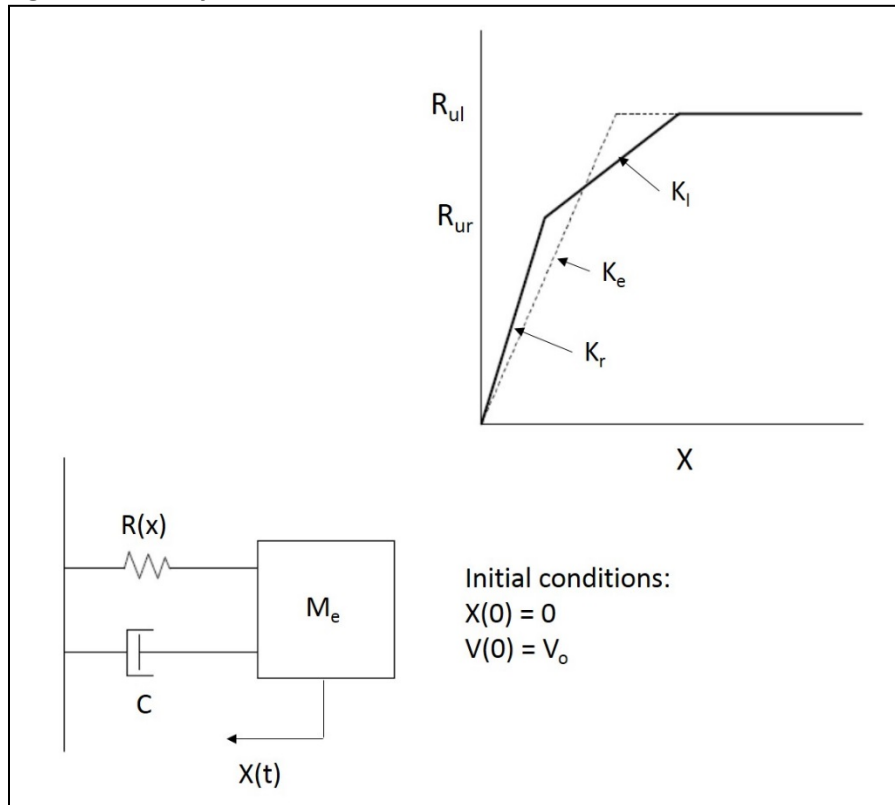 R_ul
R_ur
K_l
K_e
K_r
X
R(x)
M_e
C
X(t)
Initial conditions:
X(0) = 0
V(0) = V_o